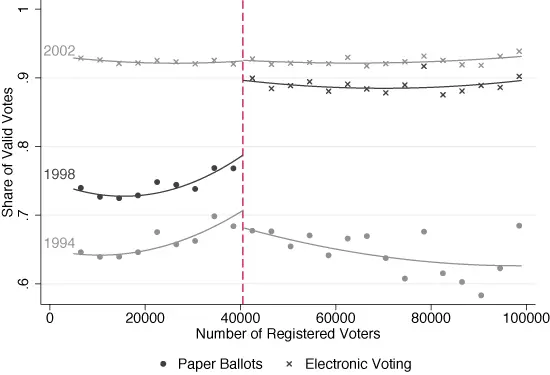 1
.9
.8
.7
.6
Share of Valid Votes
2002
1998
1994
0 20000 40000 60000 80000 100000
Number of Registered Voters
Paper Ballots Electronic Voting